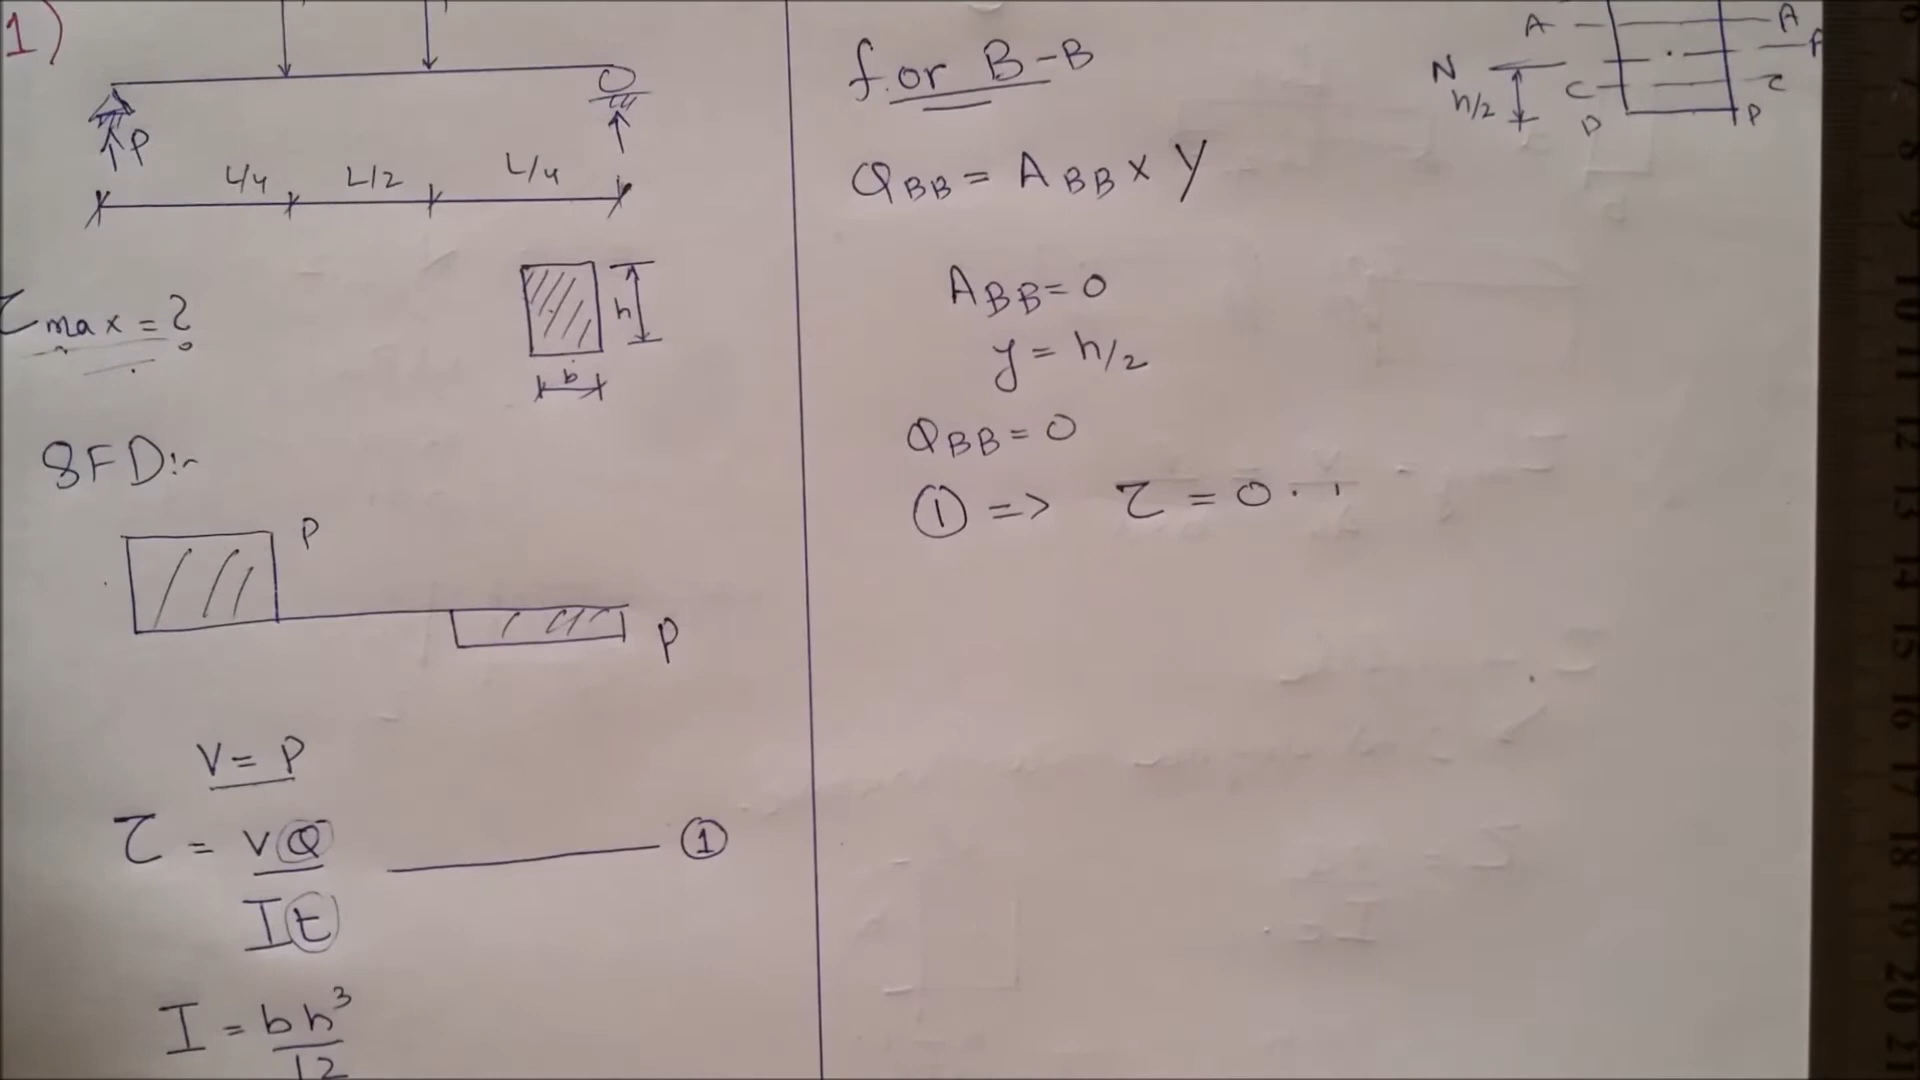 1)
P
L/4 L/2 L/4
τmax = ?
h
b
SFD:-
P
P
V = P
τ = VQ
It
1
I = bh³
12
for B-B
QBB = ABB x y
ABB = 0
y = h/2
QBB = 0
1 => τ = 0.
A A
N
h/2
C C
D